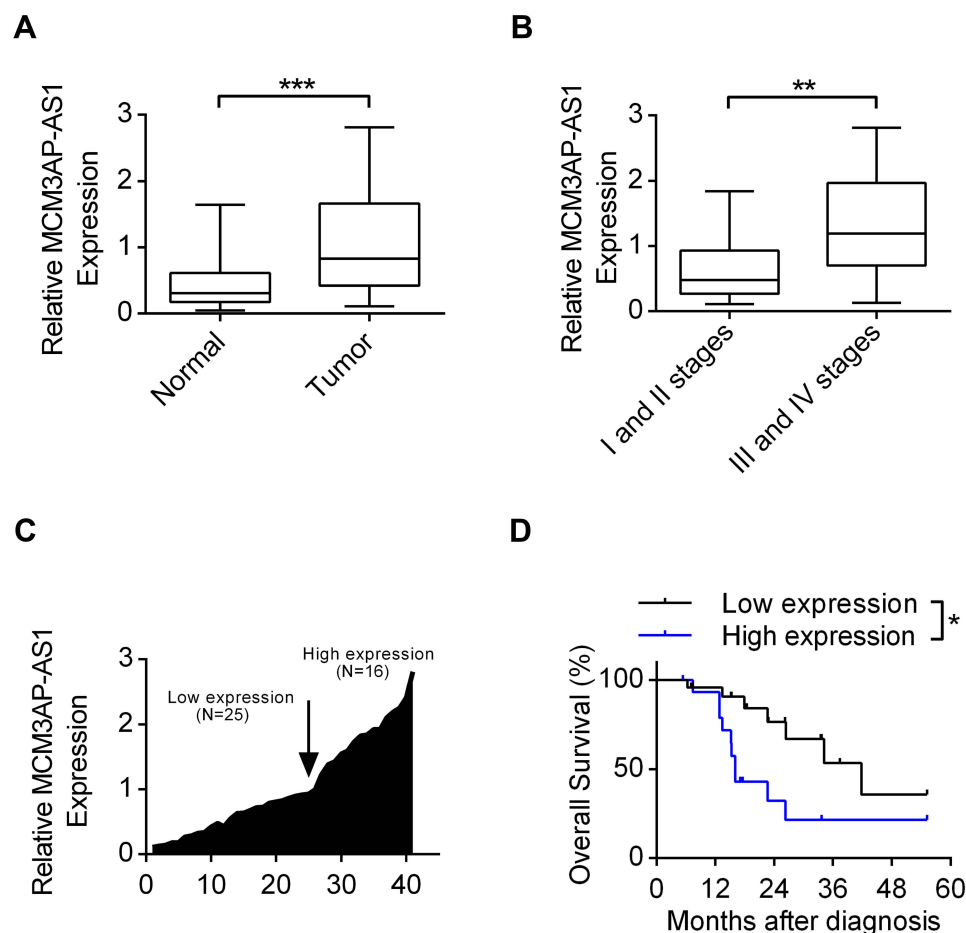 A
Relative MCM3AP-AS1
Expression
***
3
2
1
0
Normal
Tumor
B
Relative MCM3AP-AS1
Expression
**
3
2
1
0
I and II stages
III and IV stages
C
Relative MCM3AP-AS1
Expression
3
2
1
0
Low expression
(N=25)
High expression
(N=16)
0 10 20 30 40
D
Low expression
High expression
*
Overall Survival (%)
100
50
0
0 12 24 36 48 60
Months after diagnosis